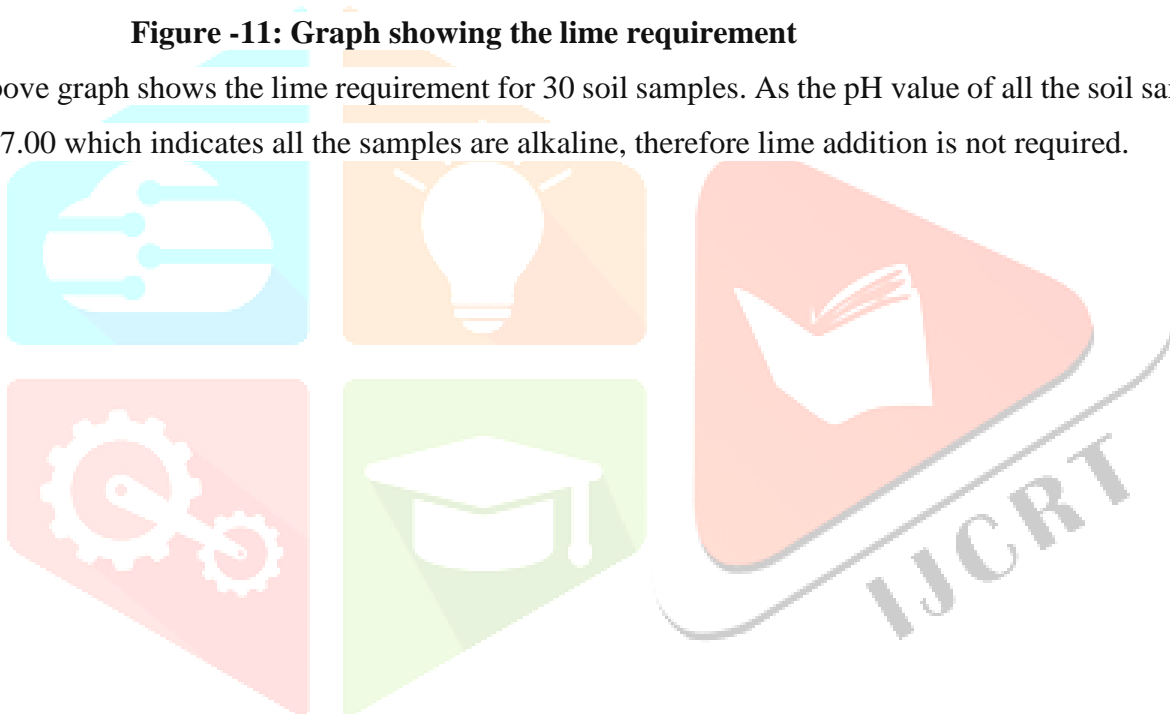 Figure -11: Graph showing the lime requirement
ove graph shows the lime requirement for 30 soil samples. As the pH value of all the soil sa
7.00 which indicates all the samples are alkaline, therefore lime addition is not required.
IJCRT